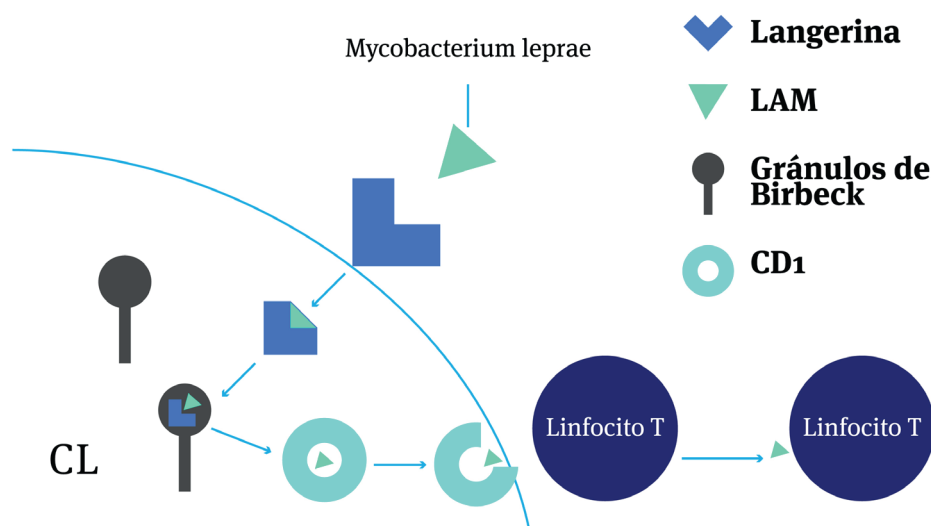 Mycobacterium leprae
Langerina
LAM
Gránulos de
Birbeck
CD1
CL
Linfocito T
Linfocito T